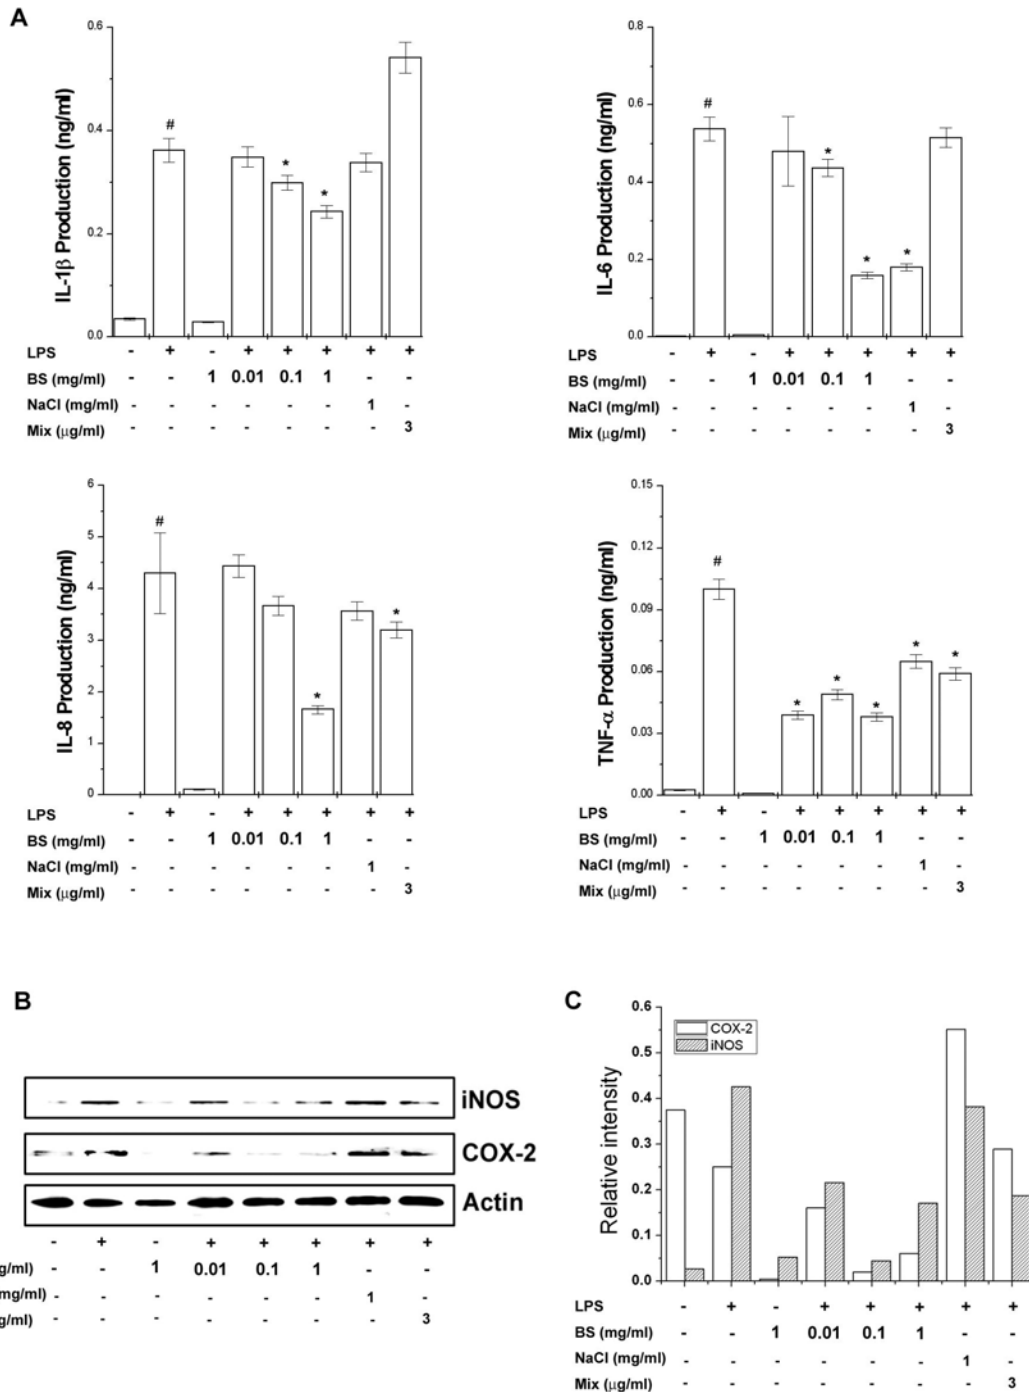 A
IL-1β Production (ng/ml)
0.6
0.4
0.2
0.0
#
*
*
LPS - + - + + + + +
BS (mg/ml) - - 1 0.01 0.1 1 - -
NaCl (mg/ml) - - - - - - 1 -
Mix (μg/ml) - - - - - - - 3
IL-6 Production (ng/ml)
0.8
0.6
0.4
0.2
0.0
#
*
*
*
LPS - + - + + + + +
BS (mg/ml) - - 1 0.01 0.1 1 - -
NaCl (mg/ml) - - - - - - 1 -
Mix (μg/ml) - - - - - - - 3
IL-8 Production (ng/ml)
6
5
4
3
2
1
0
#
*
*
LPS - + - + + + + +
BS (mg/ml) - - 1 0.01 0.1 1 - -
NaCl (mg/ml) - - - - - - 1 -
Mix (μg/ml) - - - - - - - 3
TNF-α Production (ng/ml)
0.15
0.12
0.09
0.06
0.03
0.00
#
*
*
*
*
*
LPS - + - + + + + +
BS (mg/ml) - - 1 0.01 0.1 1 - -
NaCl (mg/ml) - - - - - - 1 -
Mix (μg/ml) - - - - - - - 3
B
iNOS
COX-2
Actin
- + - + + + + +
g/ml) - - 1 0.01 0.1 1 - -
mg/ml) - - - - - - 1 -
g/ml) - - - - - - - 3
C
Relative intensity
0.6
0.5
0.4
0.3
0.2
0.1
0.0
COX-2
iNOS
LPS - + - + + + + +
BS (mg/ml) - - 1 0.01 0.1 1 - -
NaCl (mg/ml) - - - - - - 1 -
Mix (μg/ml) - - - - - - - 3